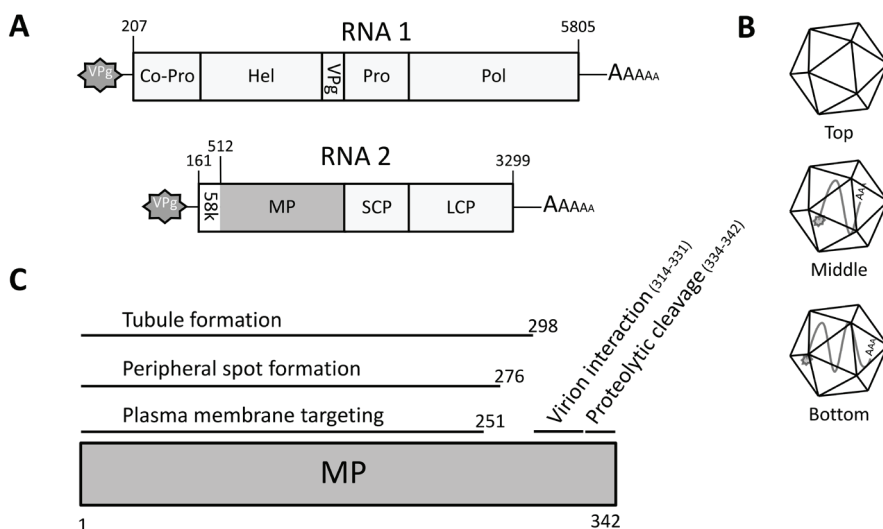 A
RNA 1
207
5805
VPg
Co-Pro
Hel
VPg
Pro
Pol
AAAAA
RNA 2
161
512
3299
VPg
58k
MP
SCP
LCP
AAAAA
B
Top
AAA
Middle
AAA
Bottom
C
Tubule formation
298
Peripheral spot formation
276
Plasma membrane targeting
251
Virion interaction (314-331)
Proteolytic cleavage (334-342)
MP
1
342